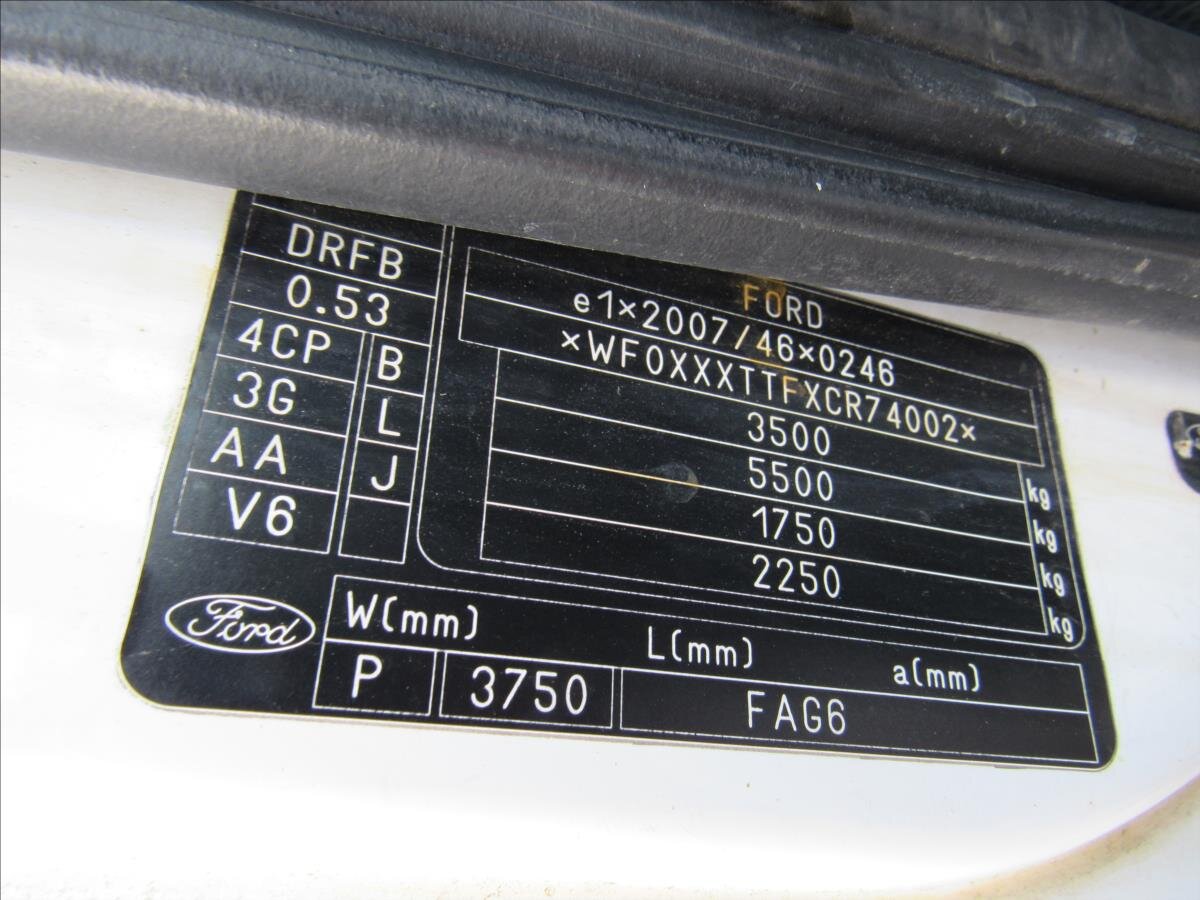 DRFB
0.53
4CP B
3G L
AA J
V6
FORD
e1×2007/46×0246
×WF0XXXTTFXCR74002×
3500 kg
5500 kg
1750 kg
2250 kg
Ford
W(mm) L(mm) a(mm)
P 3750 FAG6